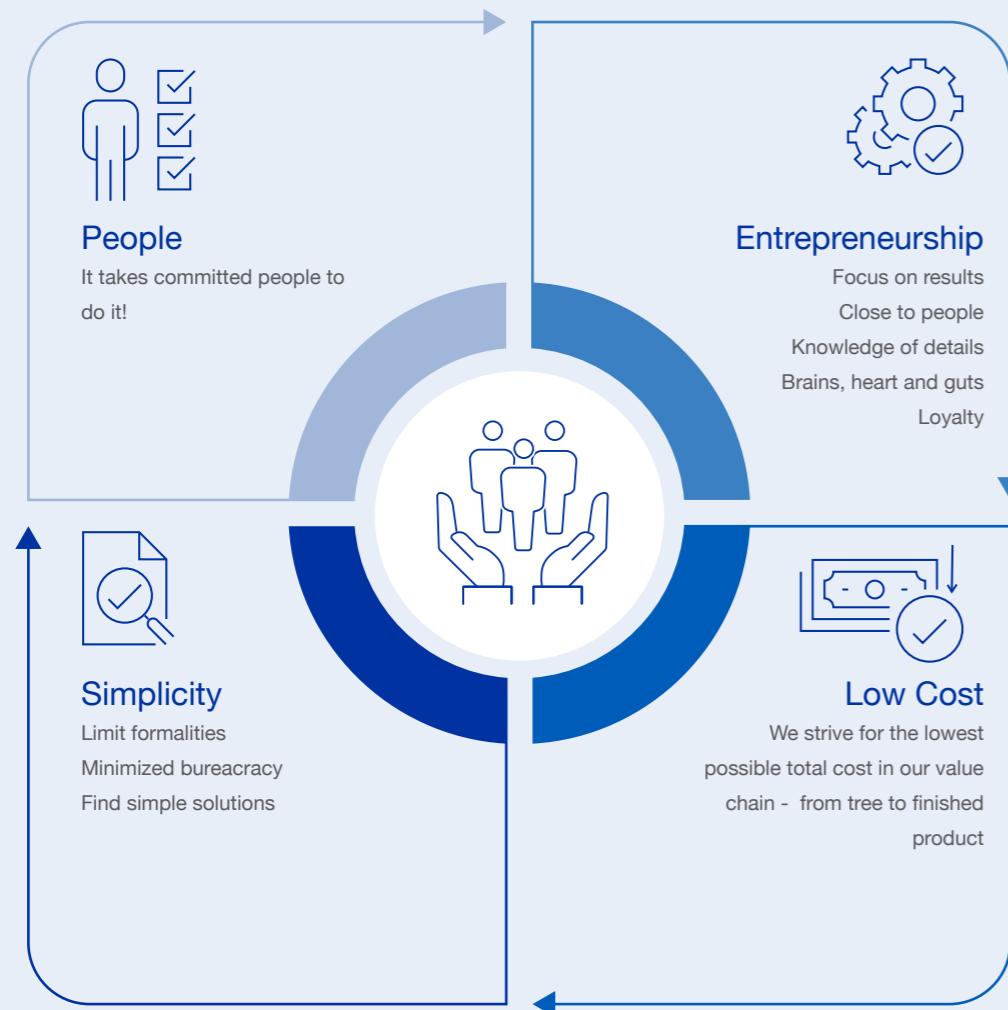 People
It takes committed people to
do it!
Entrepreneurship
Focus on results
Close to people
Knowledge of details
Brains, heart and guts
Loyalty
Simplicity
Limit formalities
Minimized bureacracy
Find simple solutions
Low Cost
We strive for the lowest
possible total cost in our value
chain -  from tree to finished
product